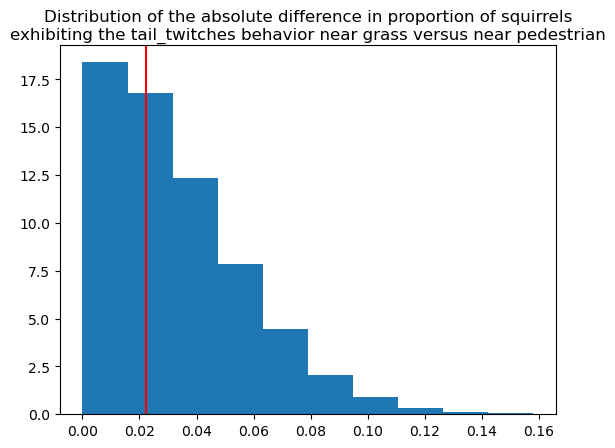 Distribution of the absolute difference in proportion of squirrels
exhibiting the tail_twitches behavior near grass versus near pedestrian
17.5
15.0
12.5
10.0
7.5
5.0
2.5
0.0
0.00 0.02 0.04 0.06 0.08 0.10 0.12 0.14 0.16